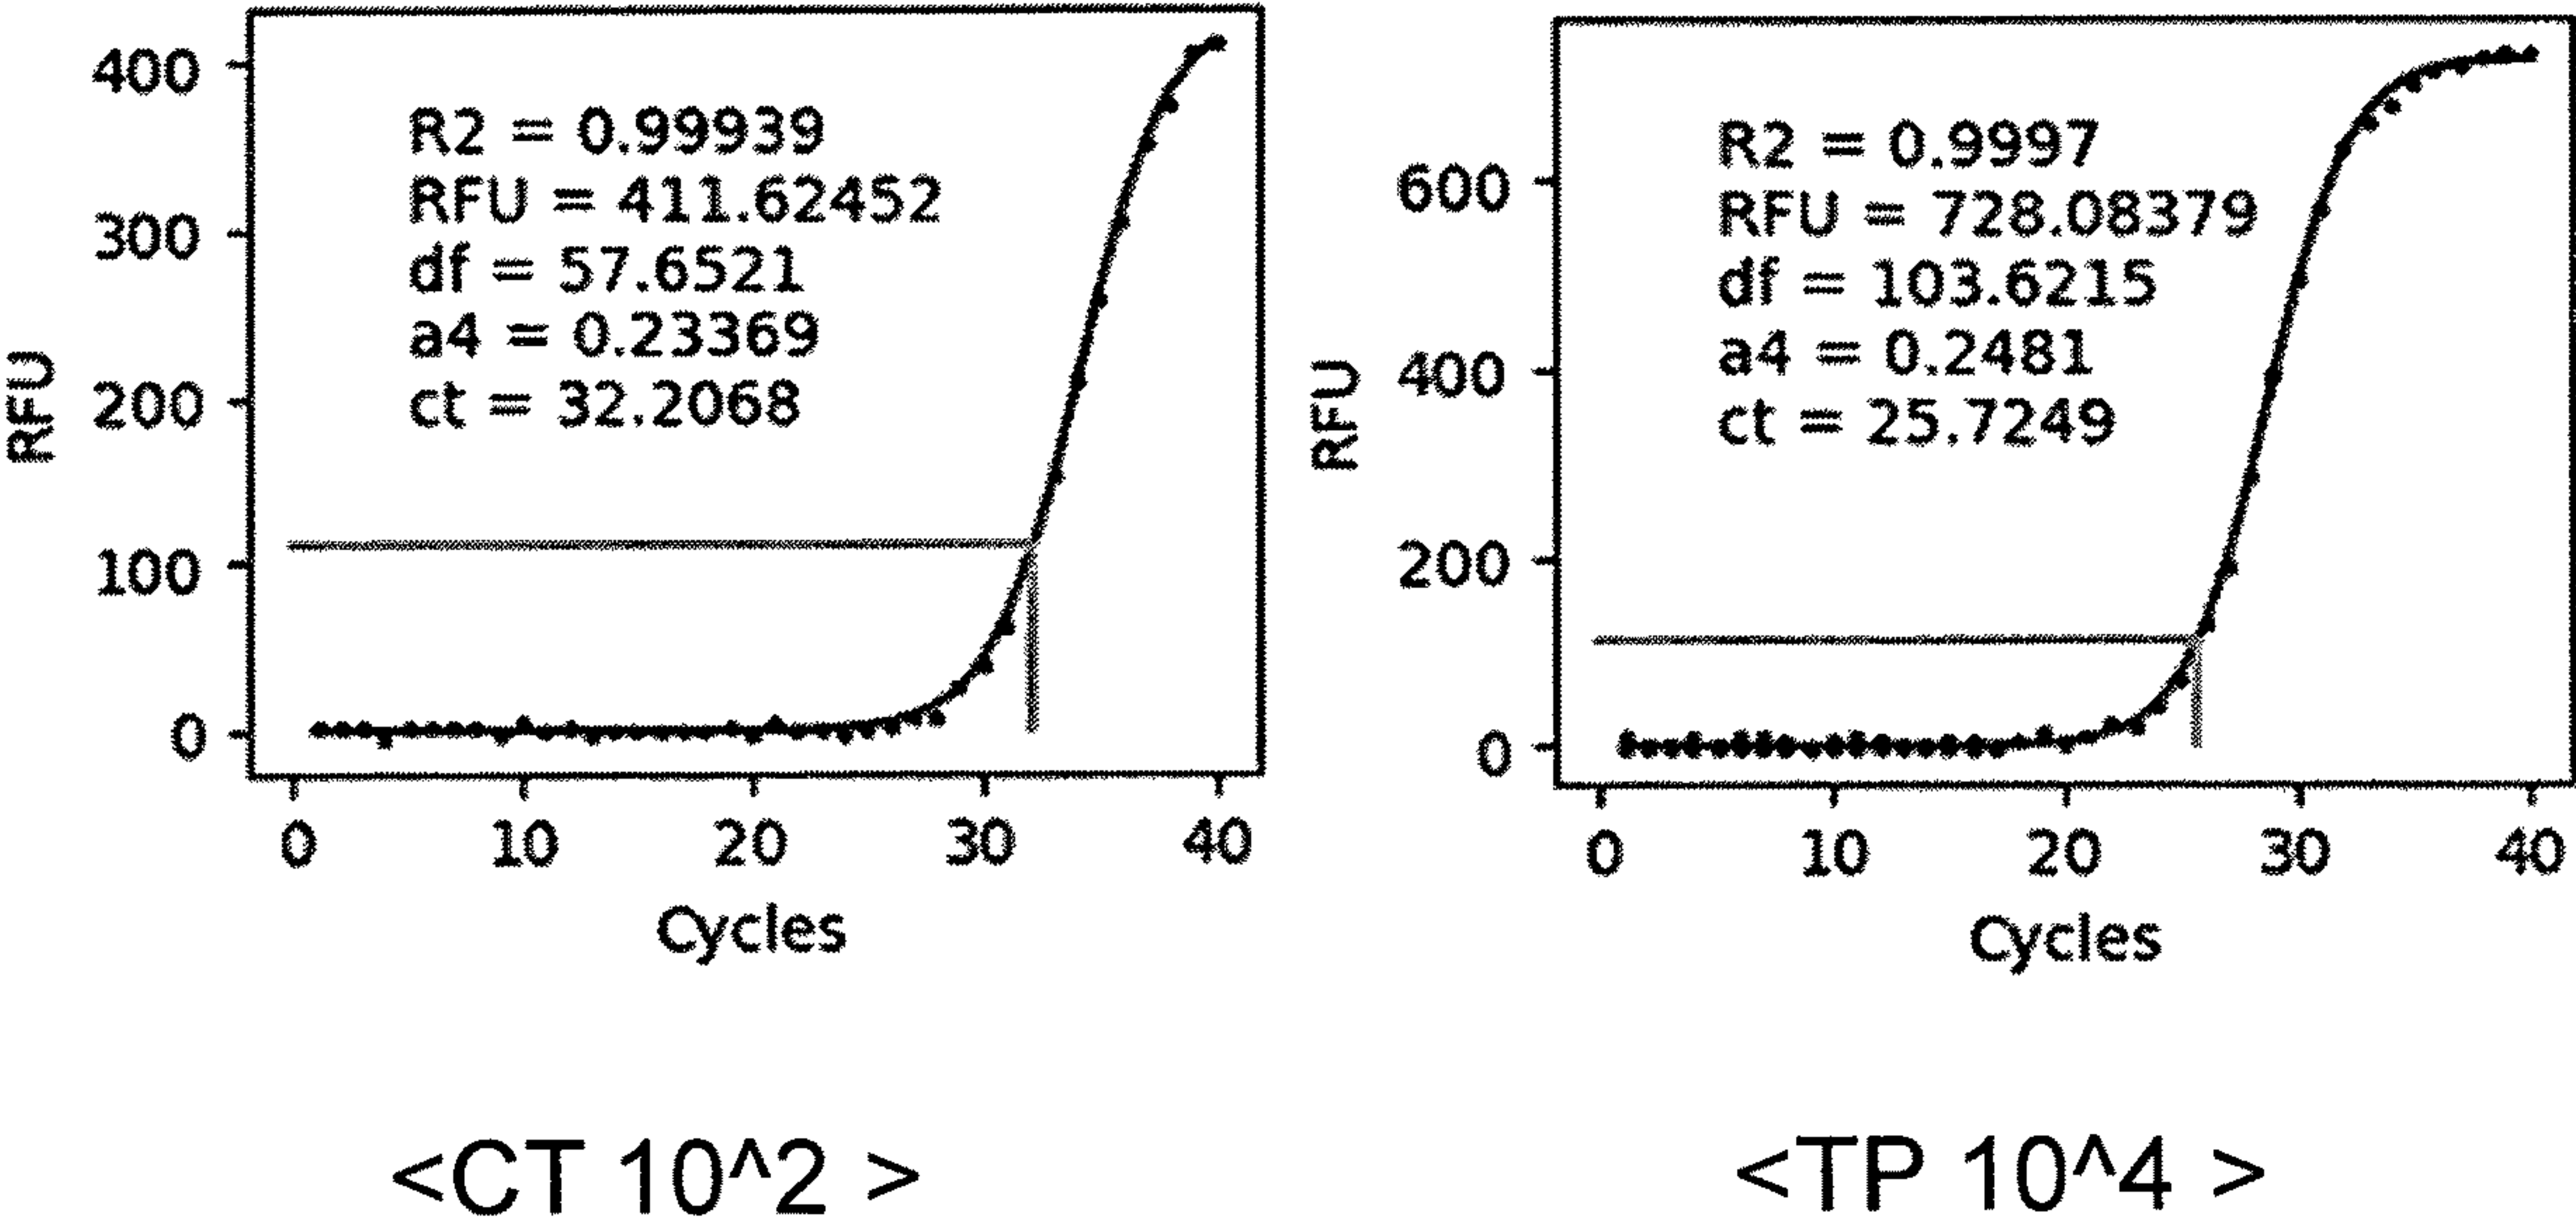 400
300
200
100
0
RFU
R2 = 0.99939
RFU = 411.62452
df = 57.6521
a4 = 0.23369
ct = 32.2068
0 10 20 30 40
Cycles
<CT 10^2 >
600
400
200
0
RFU
R2 = 0.9997
RFU = 728.08379
df = 103.6215
a4 = 0.2481
ct = 25.7249
0 10 20 30 40
Cycles
<TP 10^4 >